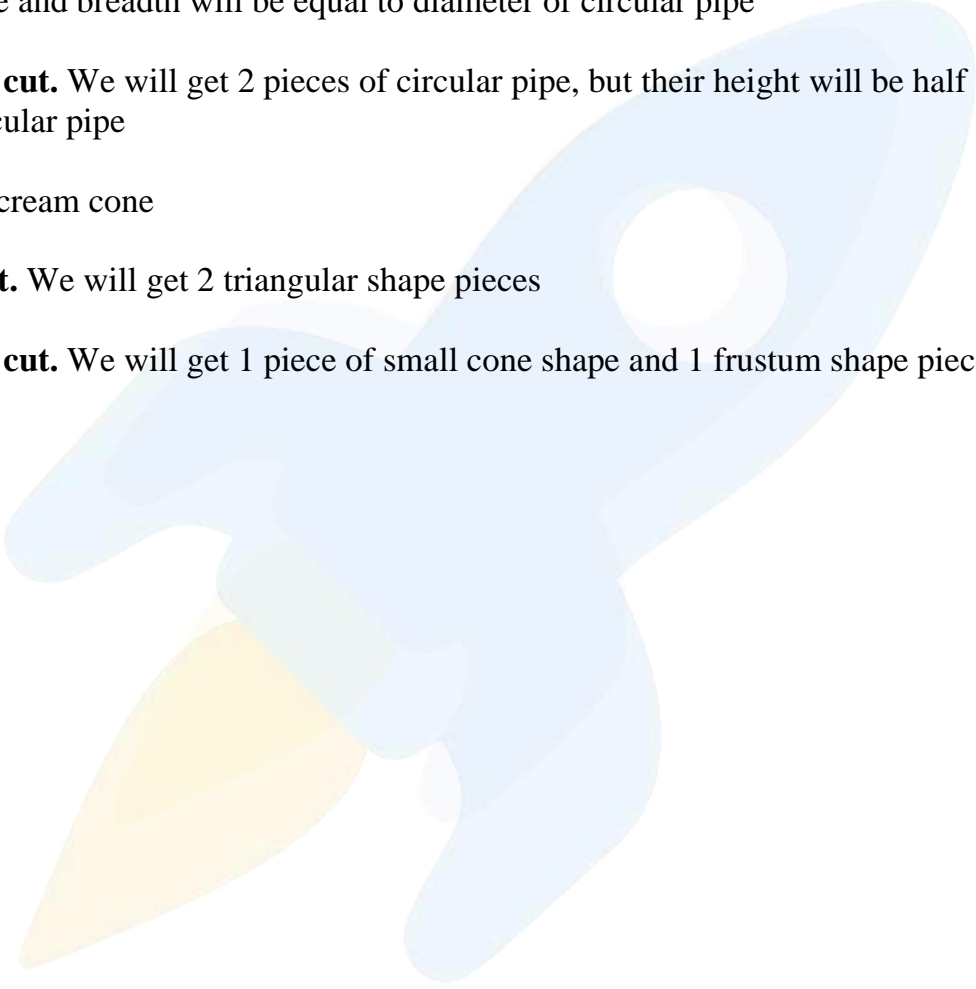 and breadth will be equal to diameter of circular pipe
cut. We will get 2 pieces of circular pipe, but their height will be half
cular pipe
cream cone
t. We will get 2 triangular shape pieces
cut. We will get 1 piece of small cone shape and 1 frustum shape piec